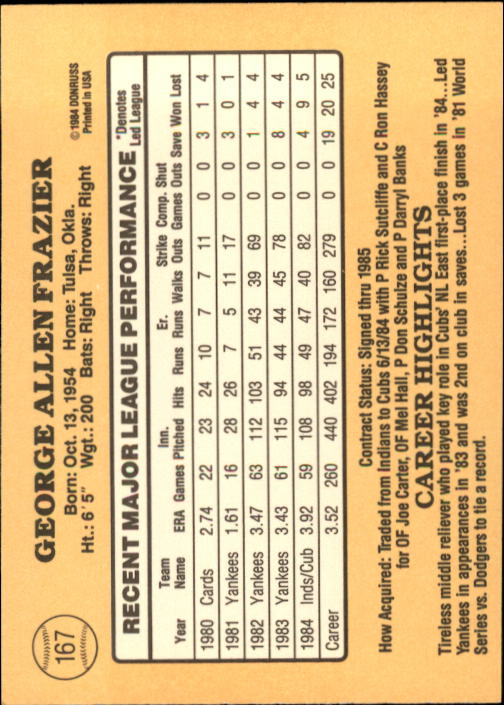 167
GEORGE ALLEN FRAZIER
©1984 DONRUSS
Printed in USA
Born: Oct. 13, 1954 Home: Tulsa, Okla.
Ht.: 6' 5" Wgt.: 200 Bats: Right Throws: Right
RECENT MAJOR LEAGUE PERFORMANCE *Denotes Led League
Year Team Name ERA Games Inn. Pitched Hits Runs Er. Runs Walks Strike Outs Comp. Games Shut Outs Save Won Lost
1980 Cards 2.74 22 23 24 10 7 7 11 0 0 3 1 4
1981 Yankees 1.61 16 28 26 7 5 11 17 0 0 3 0 1
1982 Yankees 3.47 63 112 103 51 43 39 69 0 0 1 4 4
1983 Yankees 3.43 61 115 94 44 44 45 78 0 0 8 4 4
1984 Inds/Cub 3.92 59 108 98 49 47 40 82 0 0 4 9 5
Career 3.52 260 440 402 194 172 160 279 0 0 19 20 25
Contract Status: Signed thru 1985
How Acquired: Traded from Indians to Cubs 6/13/84 with P Rick Sutcliffe and C Ron Hassey
for OF Joe Carter, OF Mel Hall, P Don Schulze and P Darryl Banks
CAREER HIGHLIGHTS
Tireless middle reliever who played key role in Cubs' NL East first-place finish in '84...Led
Yankees in appearances in '83 and was 2nd on club in saves...Lost 3 games in '81 World
Series vs. Dodgers to tie a record.